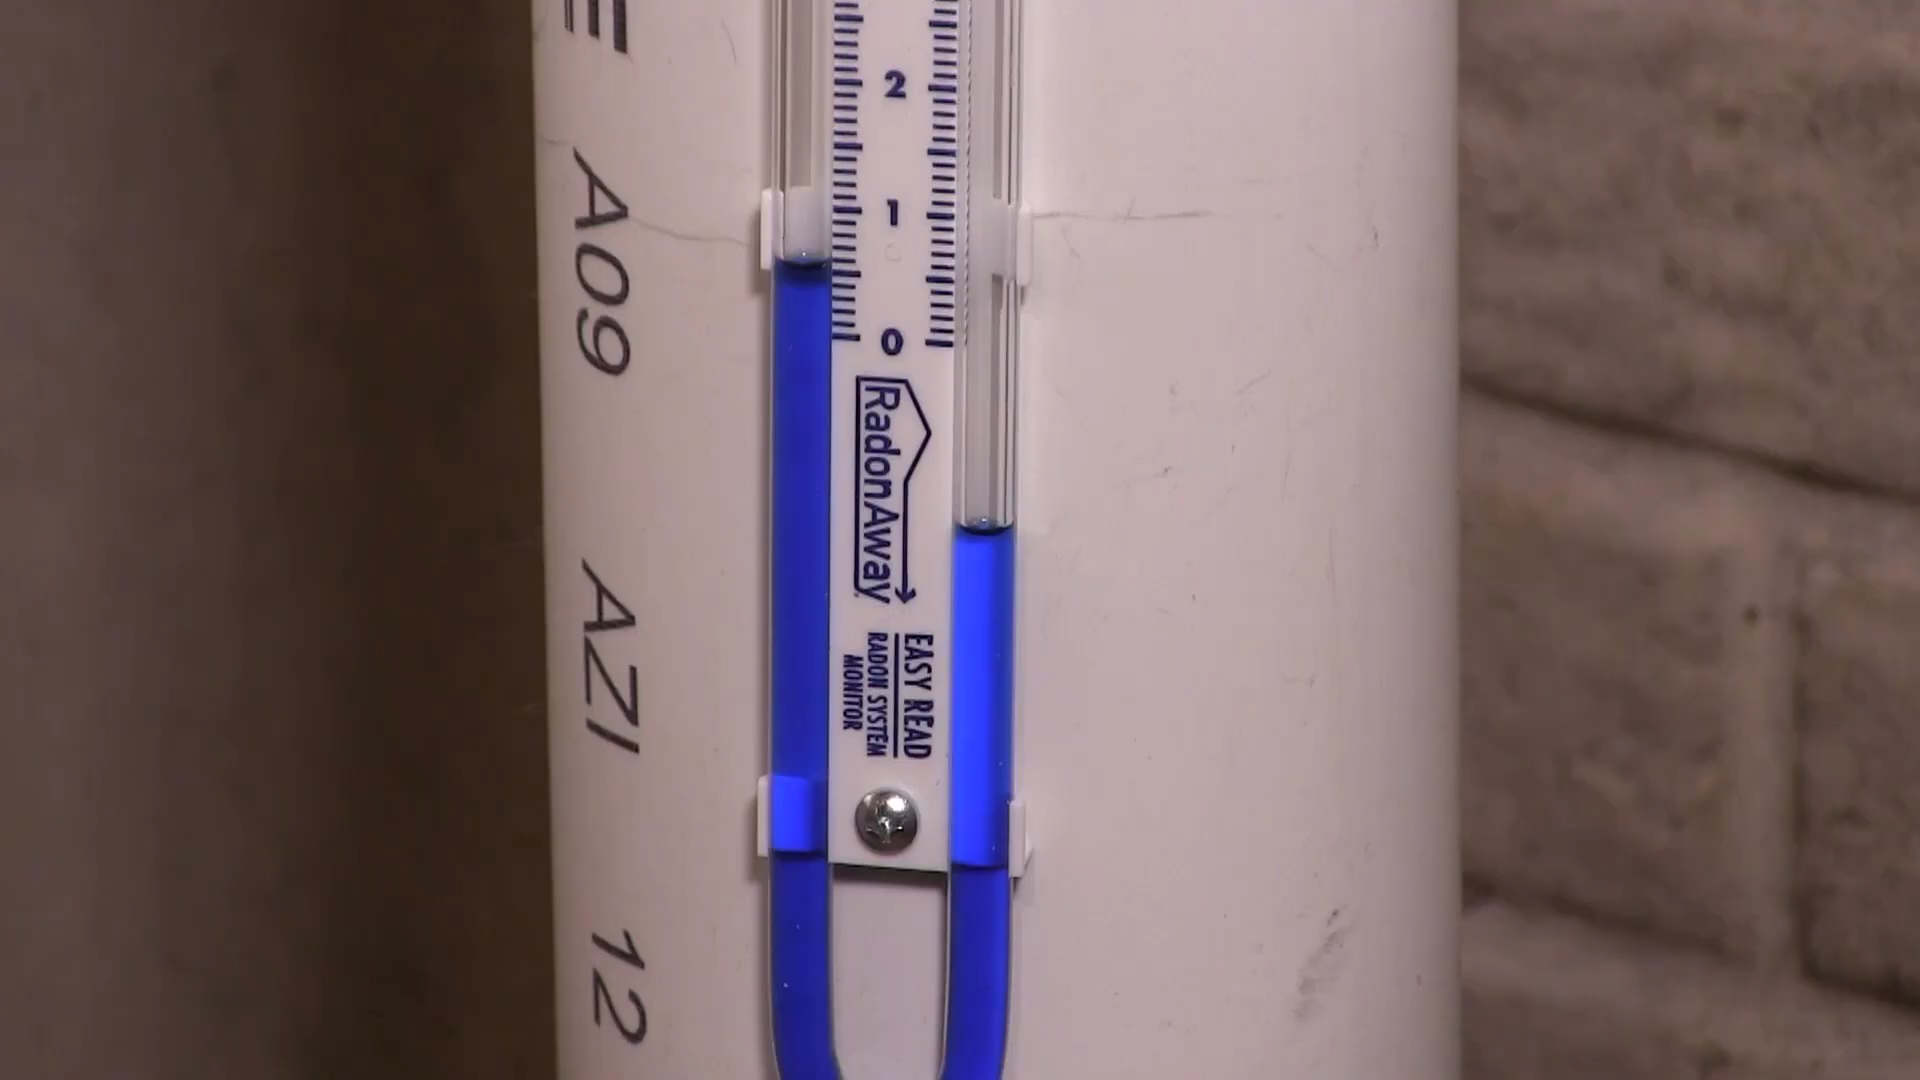 E A09 AZI 12
2
1
0
RadonAway
EASY READ
RADON SYSTEM
MONITOR